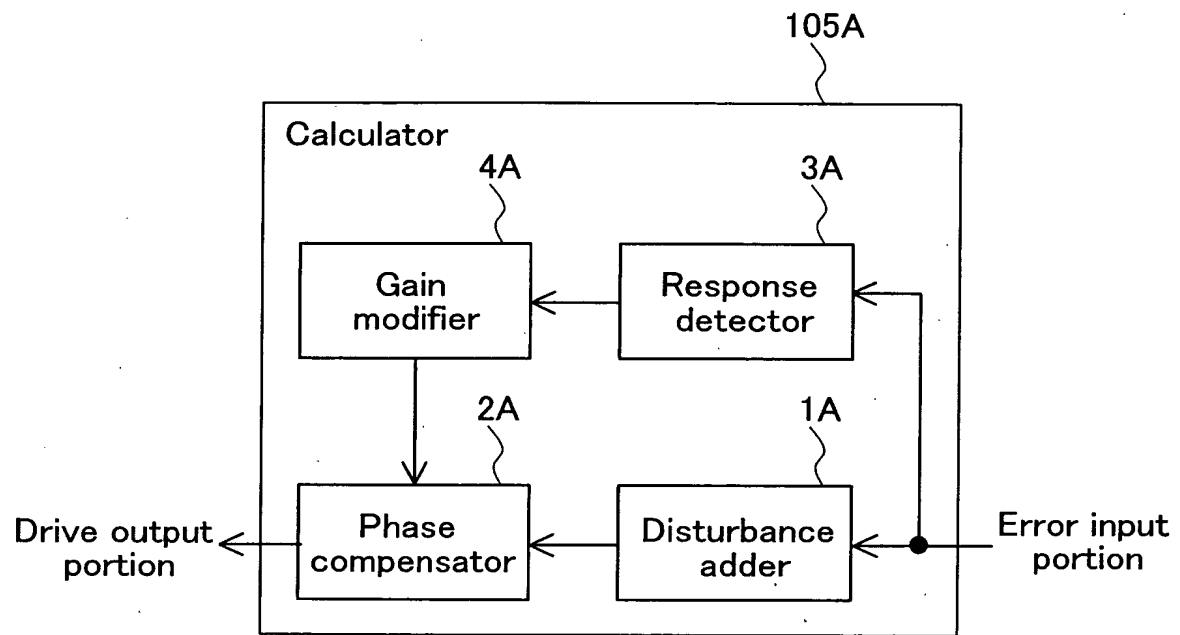 105A
Calculator
4A
3A
Gain
modifier
Response
detector
2A
1A
Drive output
portion
Phase
compensator
Disturbance
adder
Error input
portion